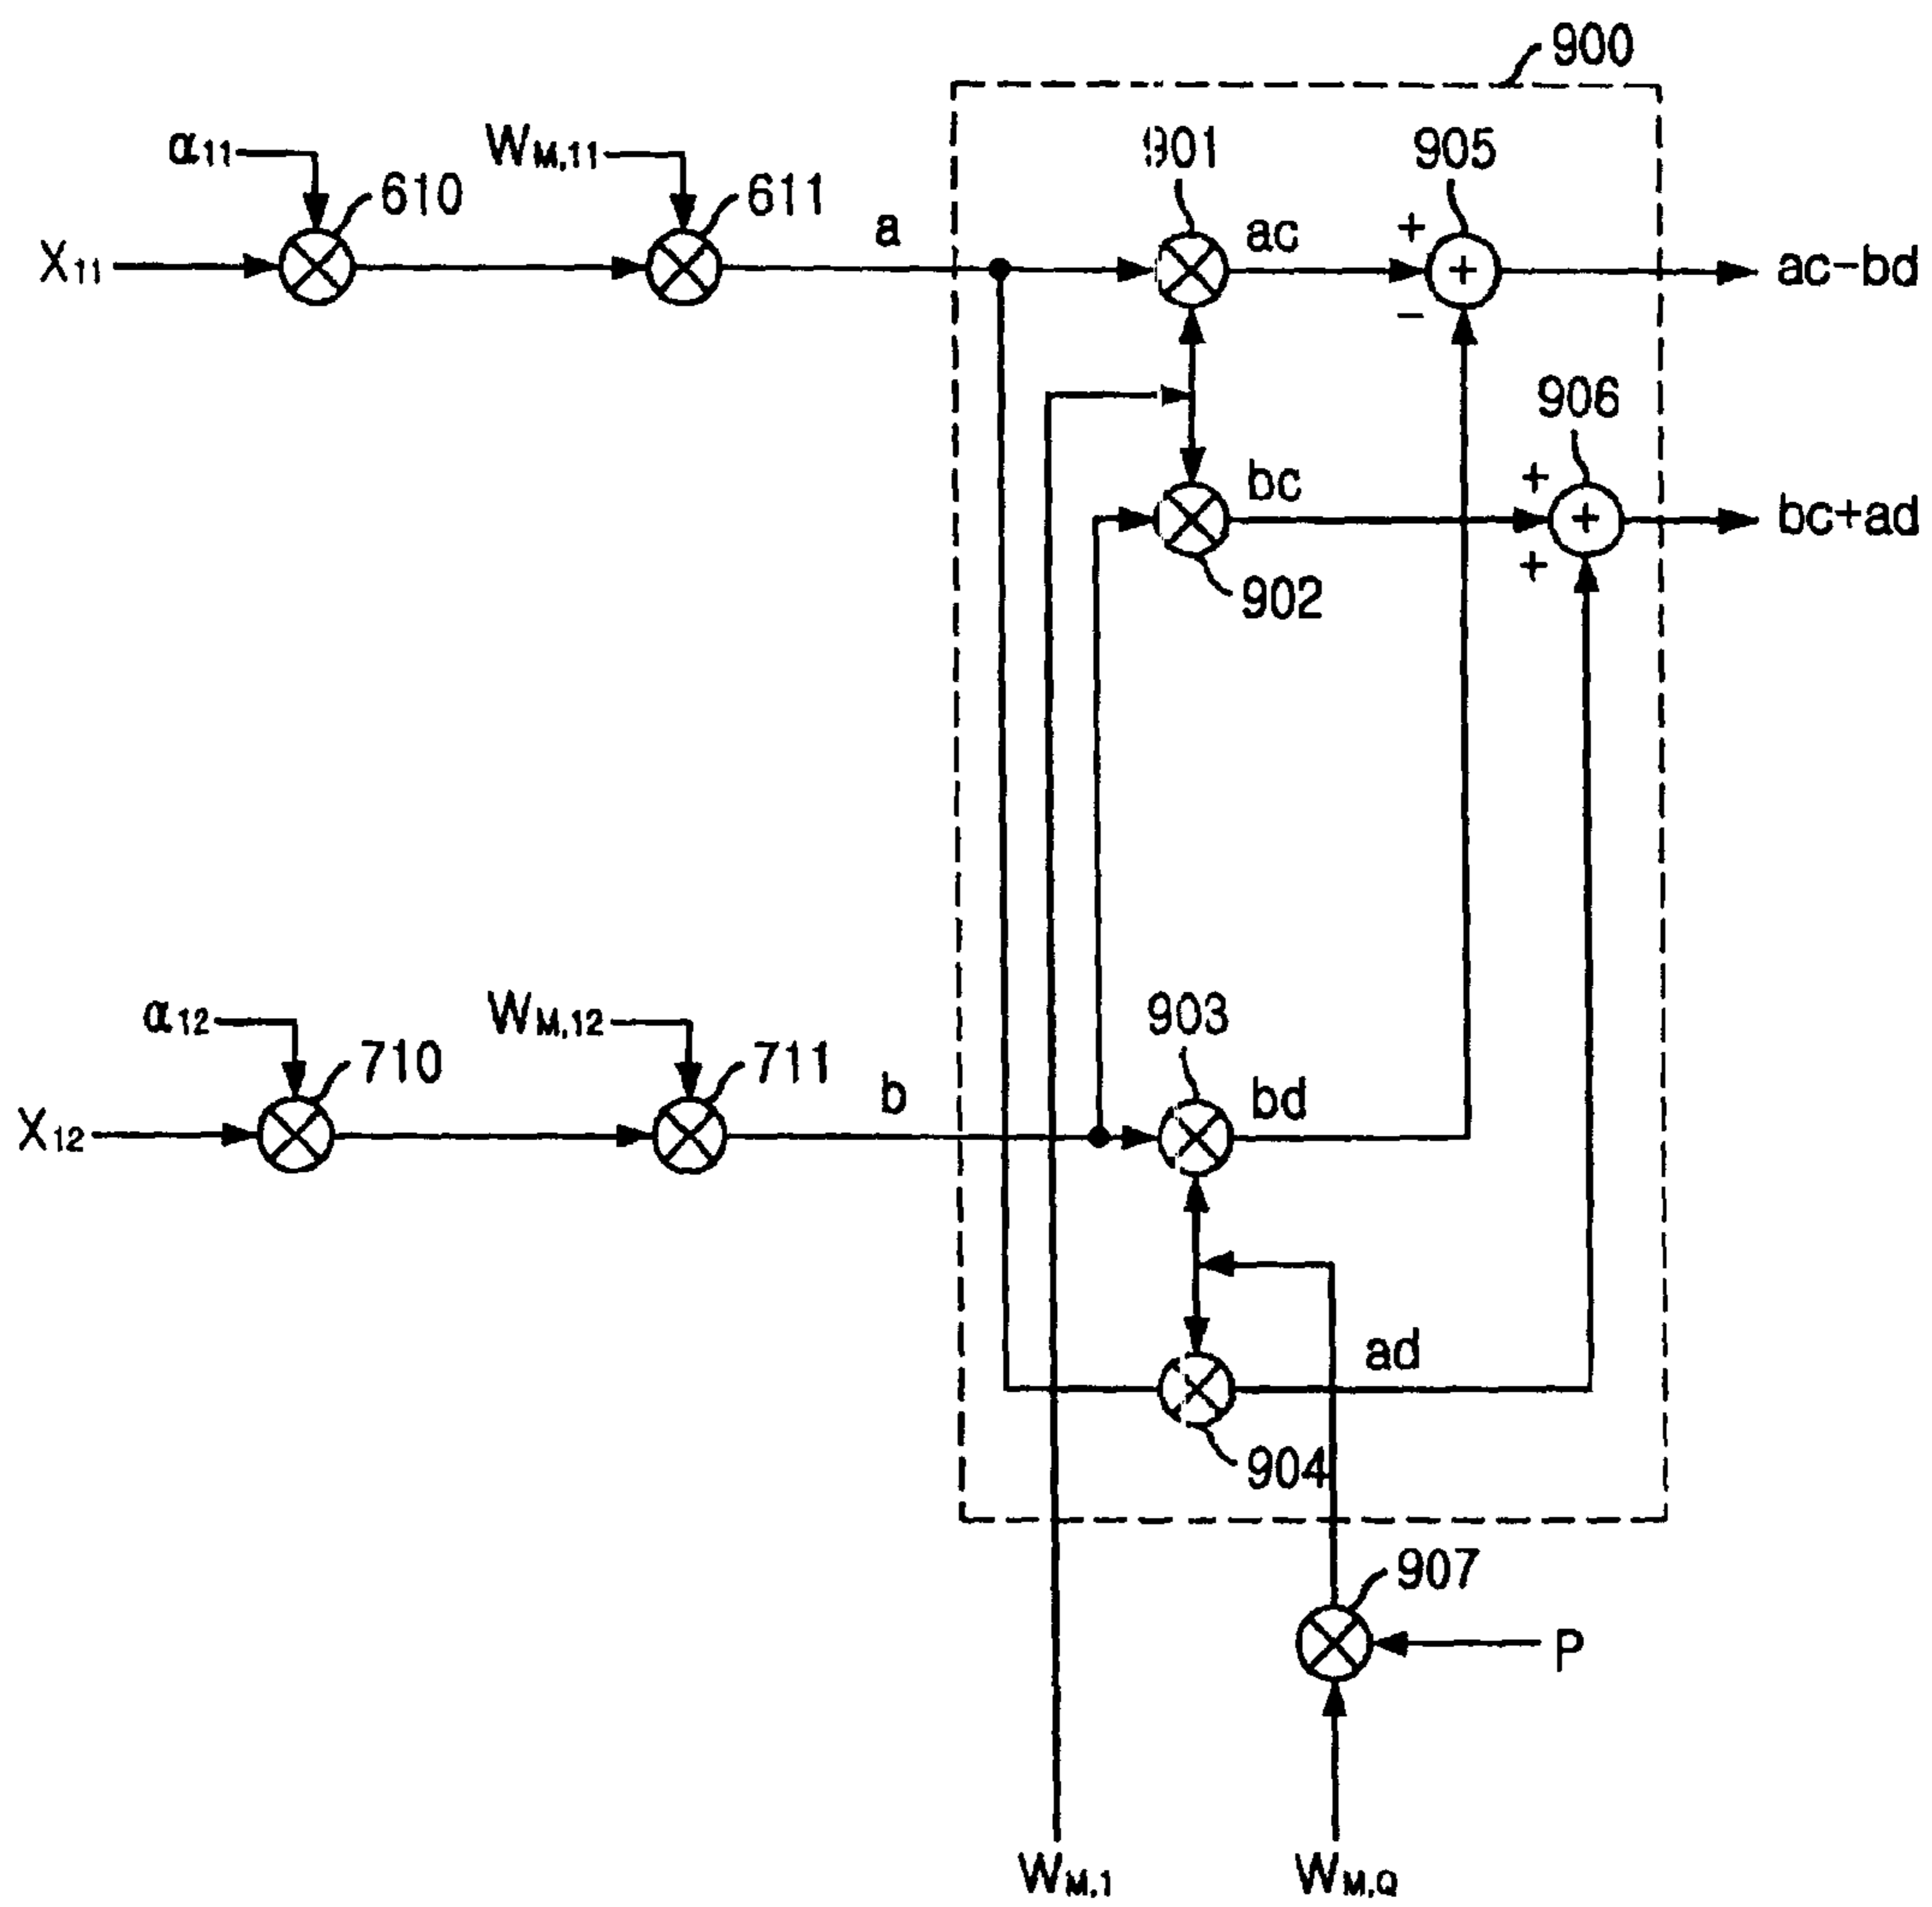 900
α11
WM,11
901
905
610
611
a
ac
+
X11
ac-bd
−
906
+
bc
bc+ad
+
902
α12
WM,12
903
710
711
b
bd
X12
ad
904
907
P
WM,1
WM,Q